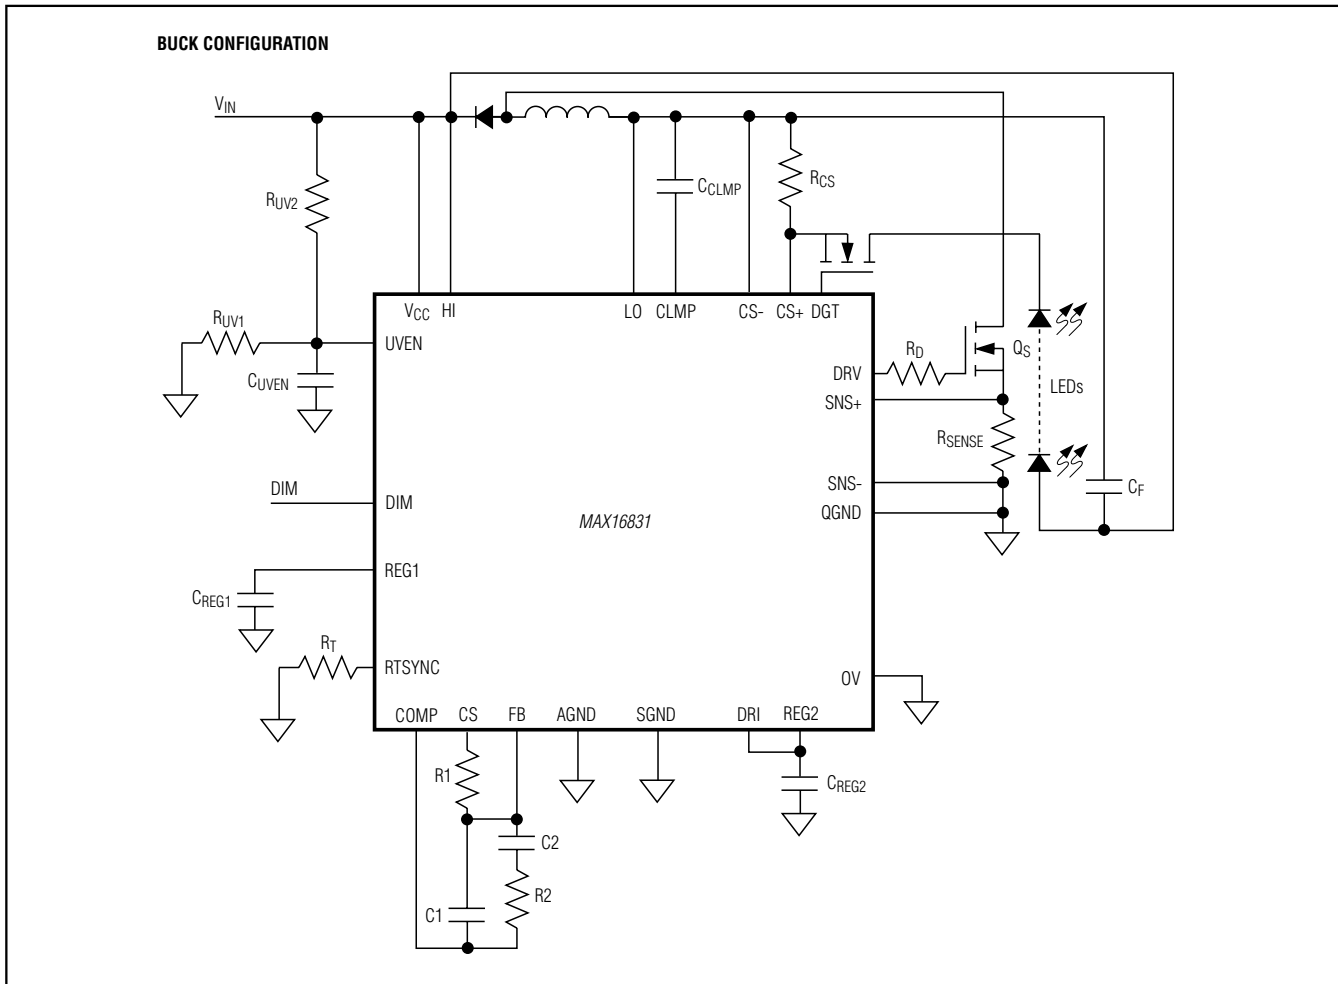 BUCK CONFIGURATION
VIN
RUV2
CCLMP
RCS
VCC HI LO CLMP CS- CS+ DGT
RUV1
UVEN
CUVEN
DRV
RD
QS
SNS+
LEDs
RSENSE
SNS-
CF
DIM
DIM
QGND
MAX16831
REG1
CREG1
RT
RTSYNC
OV
COMP CS FB AGND SGND DRI REG2
R1
CREG2
C2
R2
C1